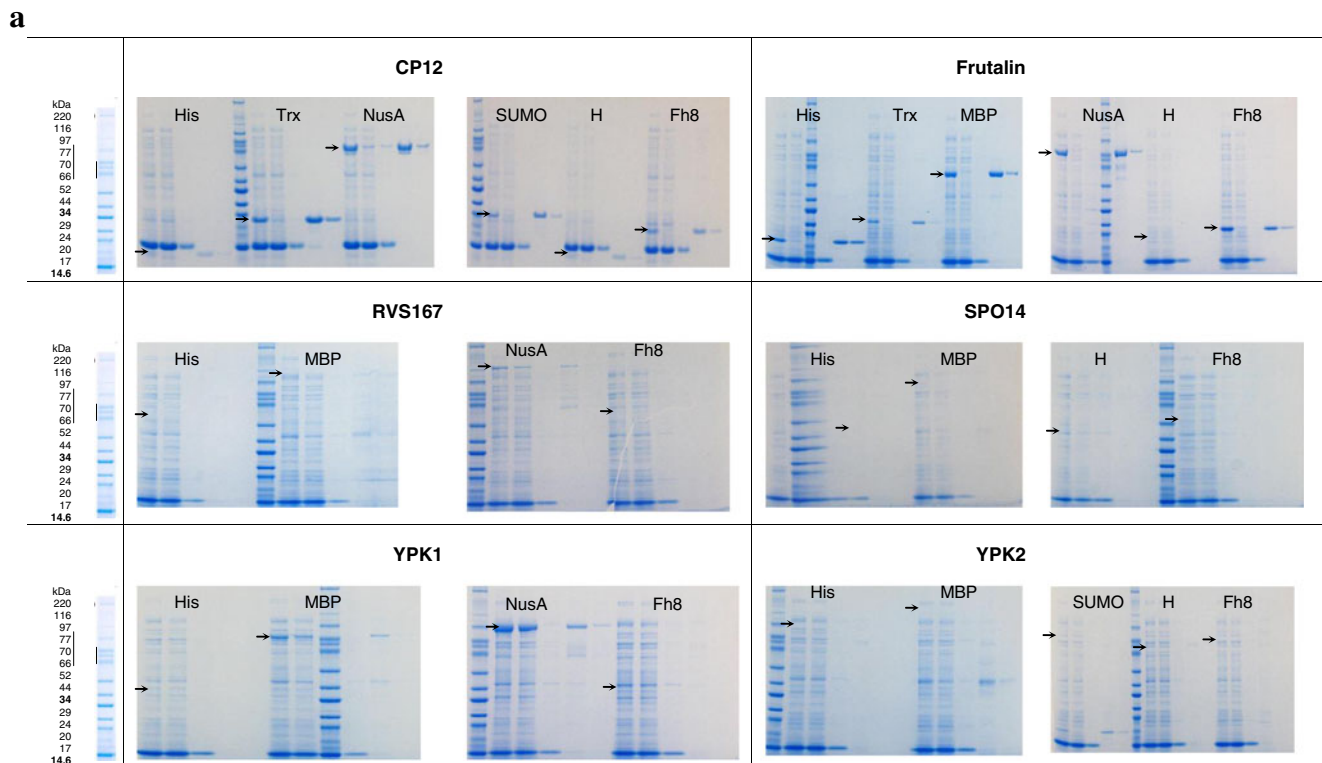 a
CP12
Frutalin
kDa
220
116
97
77
70
66
52
44
34
29
24
20
17
14.6
His
Trx
NusA
SUMO
H
Fh8
His
Trx
MBP
NusA
H
Fh8
RVS167
SPO14
kDa
220
116
97
77
70
66
52
44
34
29
24
20
17
14.6
His
MBP
NusA
Fh8
His
MBP
H
Fh8
YPK1
YPK2
kDa
220
116
97
77
70
66
52
44
34
29
24
20
17
14.6
His
MBP
NusA
Fh8
His
MBP
SUMO
H
Fh8